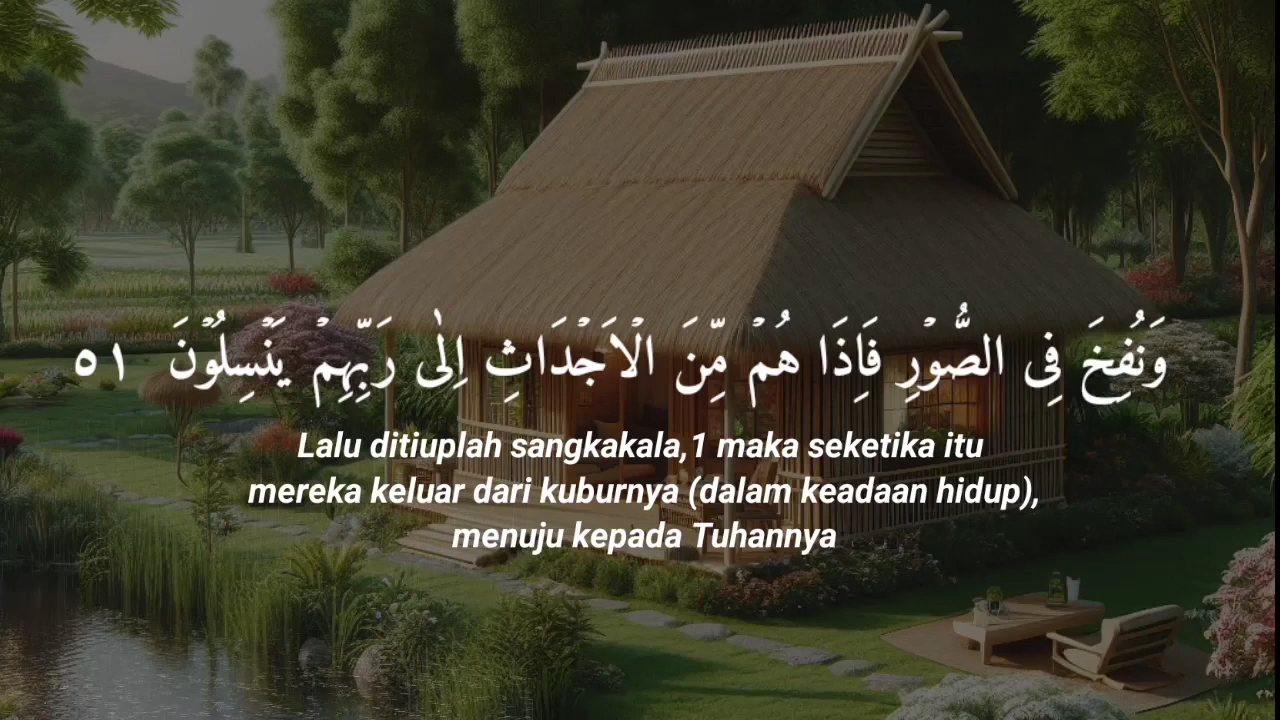 وَنُفِخَ فِى الصُّوْرِ فَاِذَا هُمْ مِّنَ الْاَجْدَاثِ اِلٰى رَبِّهِمْ يَنْسِلُوْنَ ٥١
Lalu ditiuplah sangkakala,1 maka seketika itu
mereka keluar dari kuburnya (dalam keadaan hidup),
menuju kepada Tuhannya